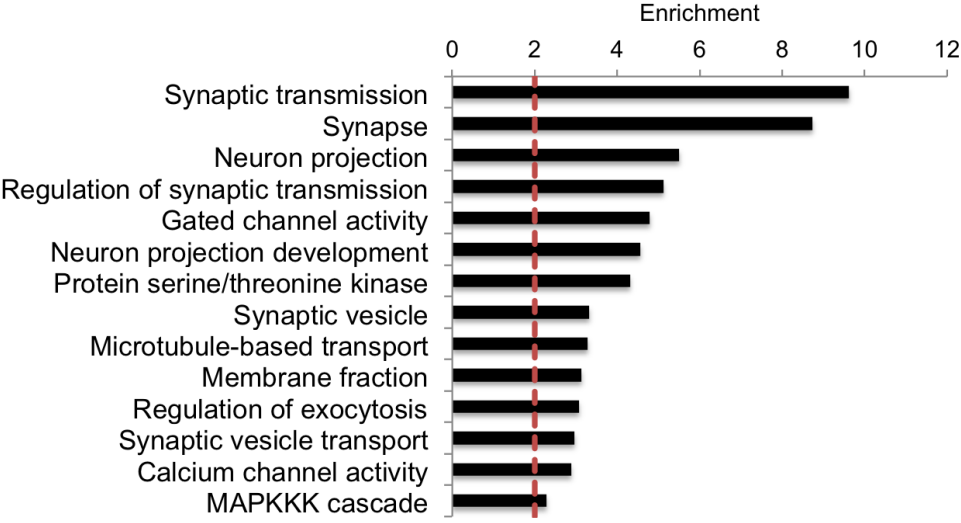 Enrichment
0 2 4 6 8 10 12
Synaptic transmission
Synapse
Neuron projection
Regulation of synaptic transmission
Gated channel activity
Neuron projection development
Protein serine/threonine kinase
Synaptic vesicle
Microtubule-based transport
Membrane fraction
Regulation of exocytosis
Synaptic vesicle transport
Calcium channel activity
MAPKKK cascade